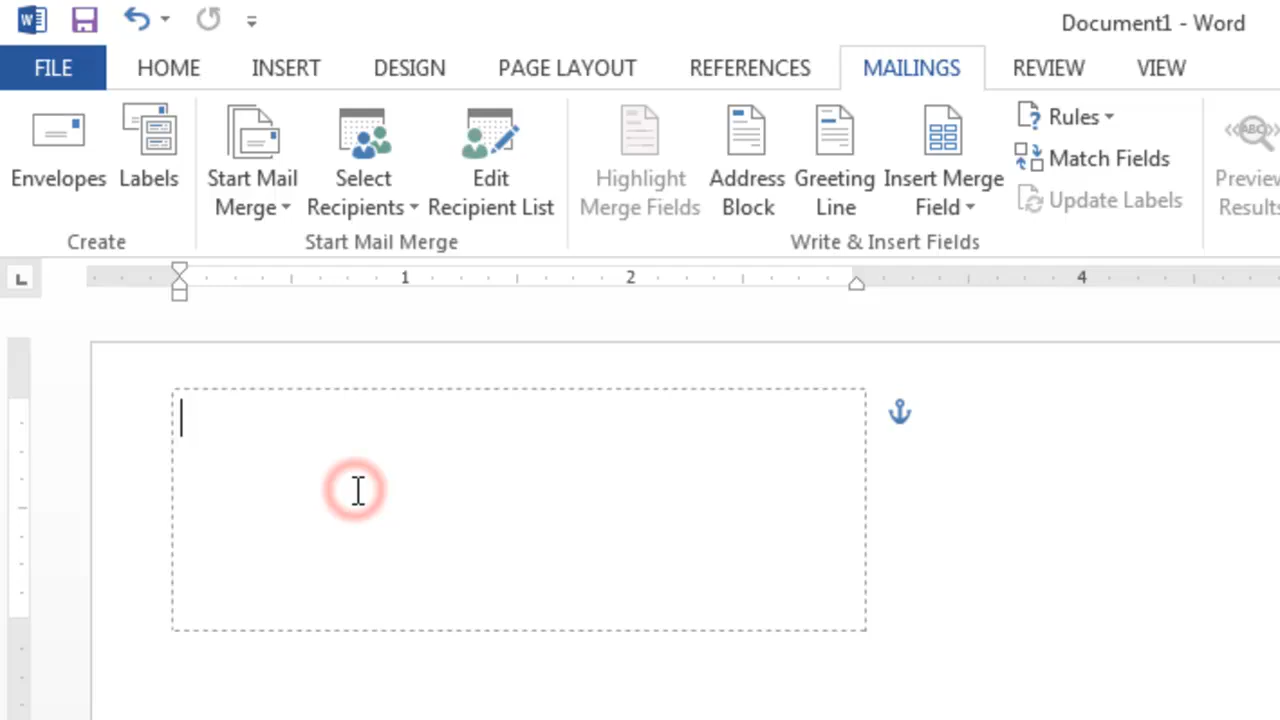 Document1 - Word
FILE HOME INSERT DESIGN PAGE LAYOUT REFERENCES MAILINGS REVIEW VIEW
Envelopes
Labels
Start Mail
Merge
Select
Recipients
Edit
Recipient List
Highlight
Merge Fields
Address
Block
Greeting
Line
Insert Merge
Field
Rules
Match Fields
Update Labels
ABC
Preview
Results
Create
Start Mail Merge
Write & Insert Fields
L
1 2 4